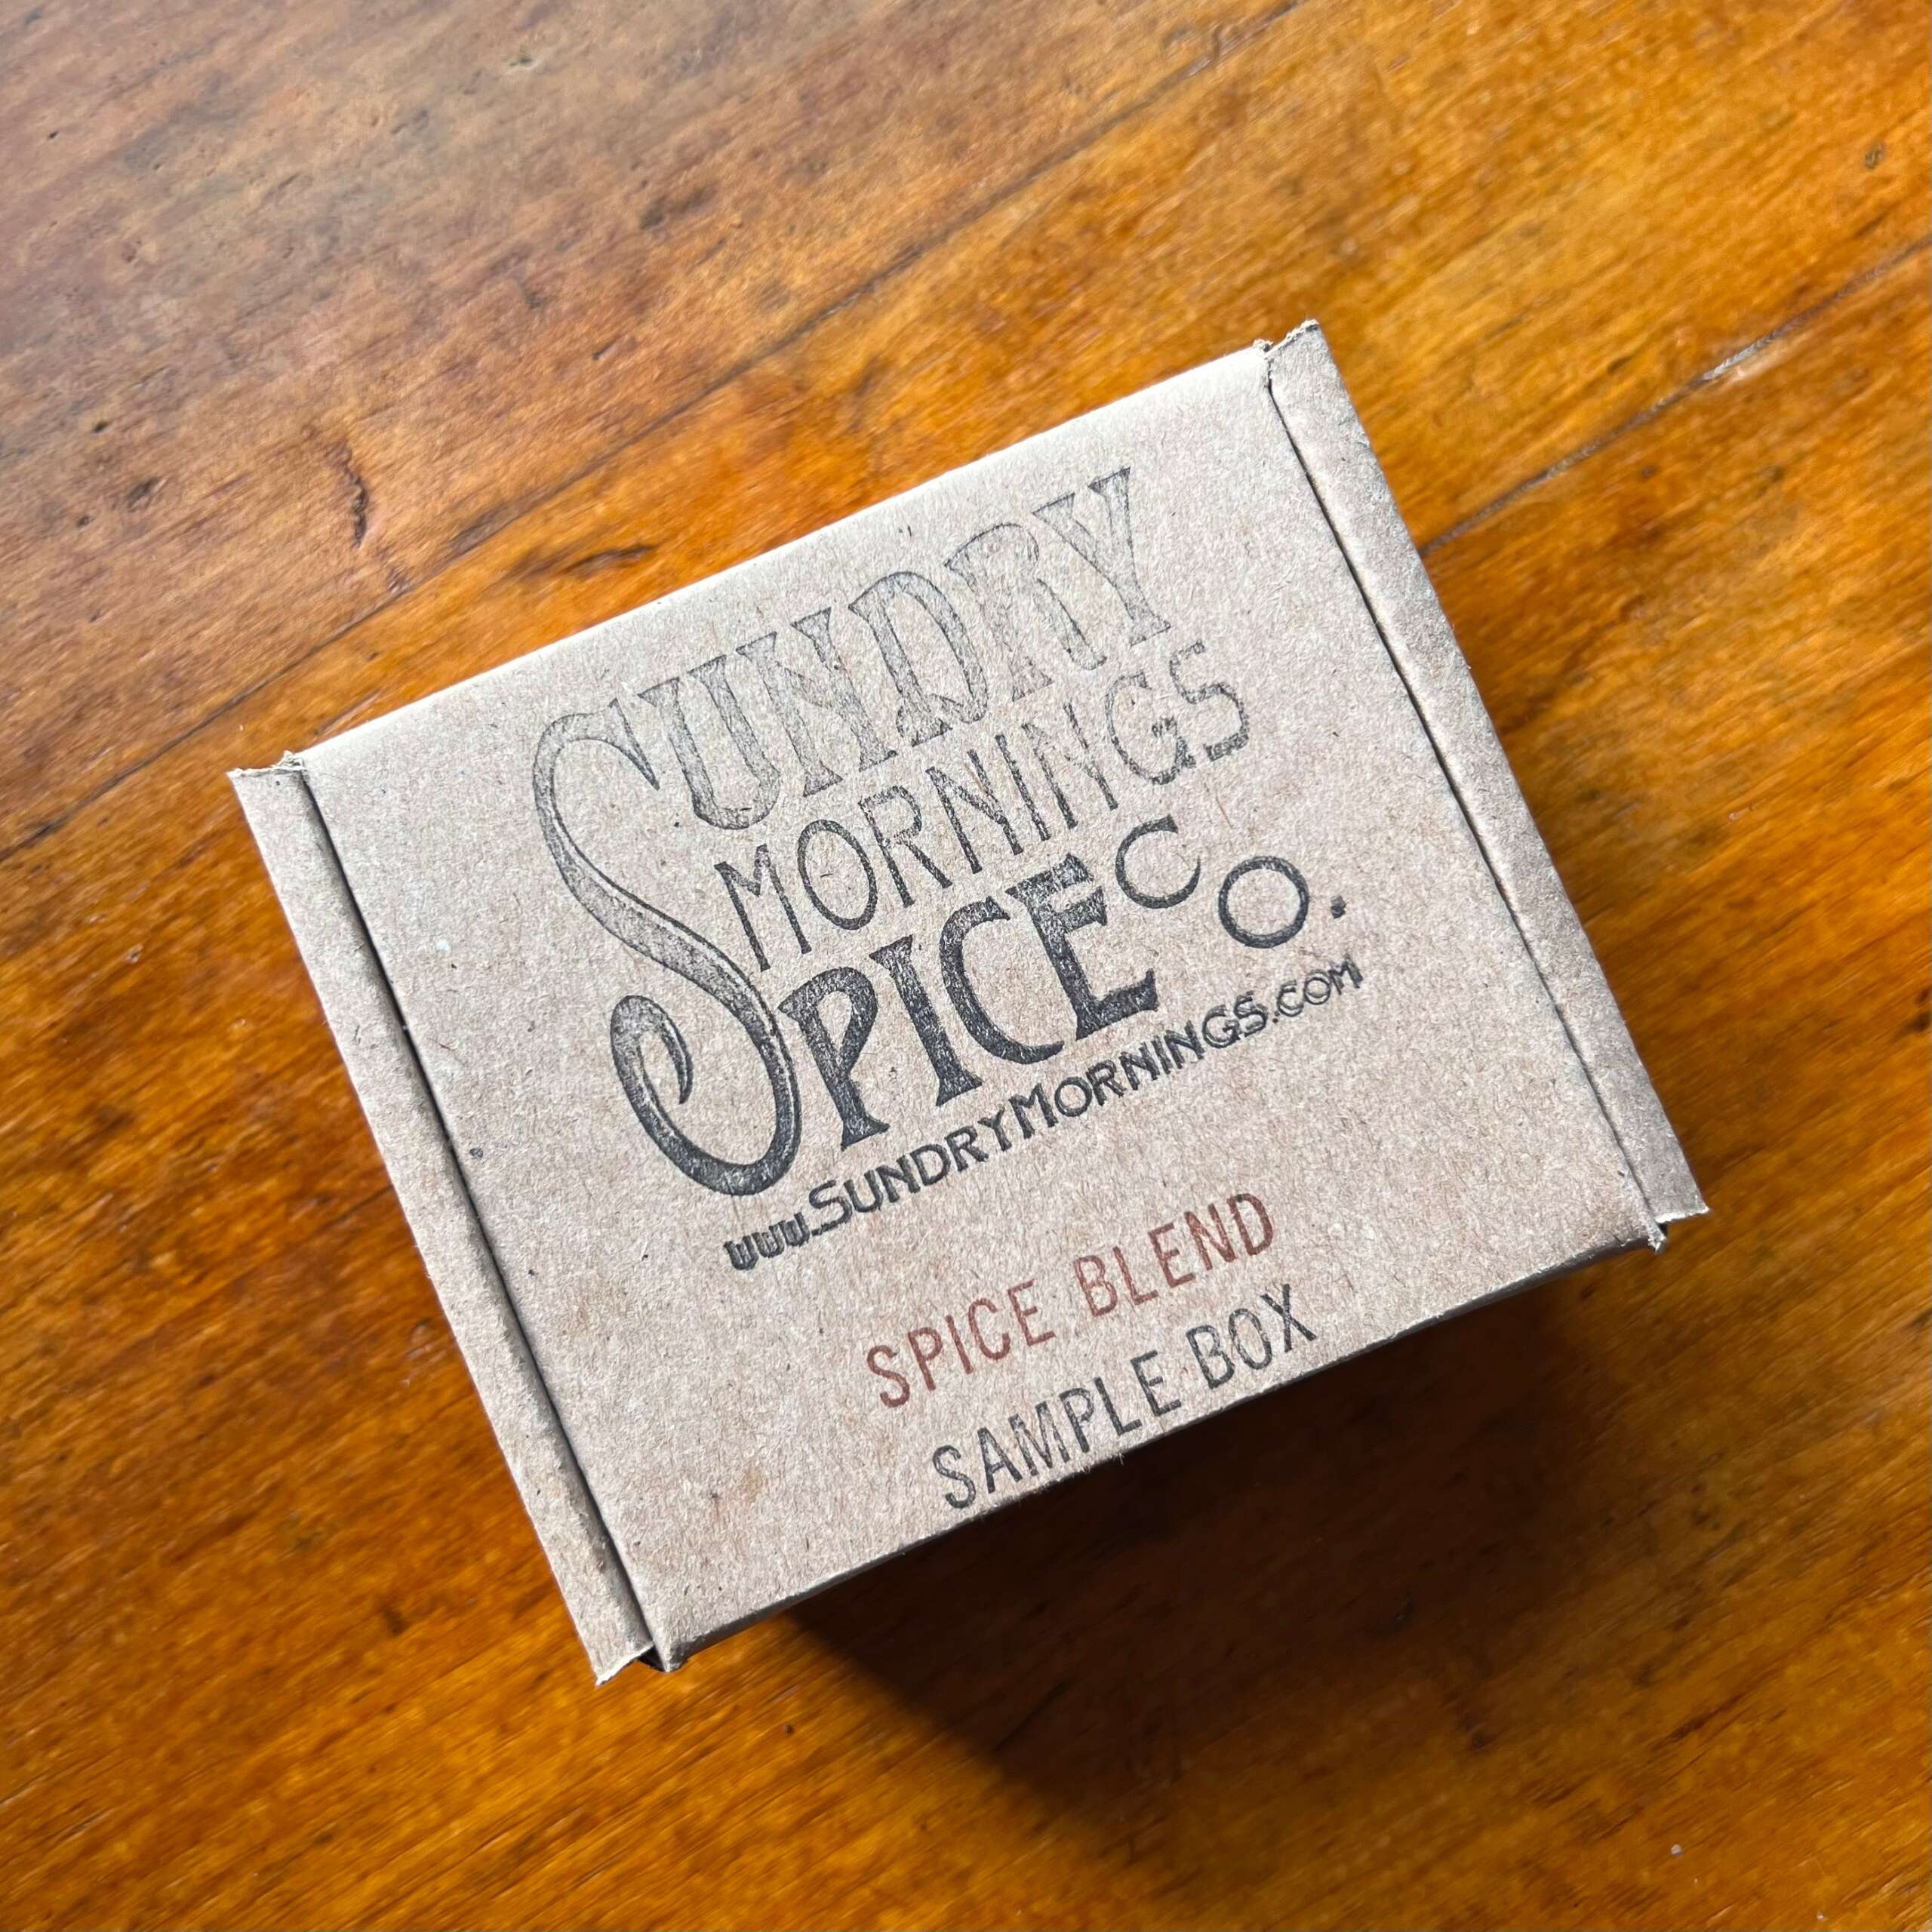 SUNDRY
MORNINGS
SPICE CO.
www.SUNDRYMORNINGS.COM
SPICE BLEND
SAMPLE BOX